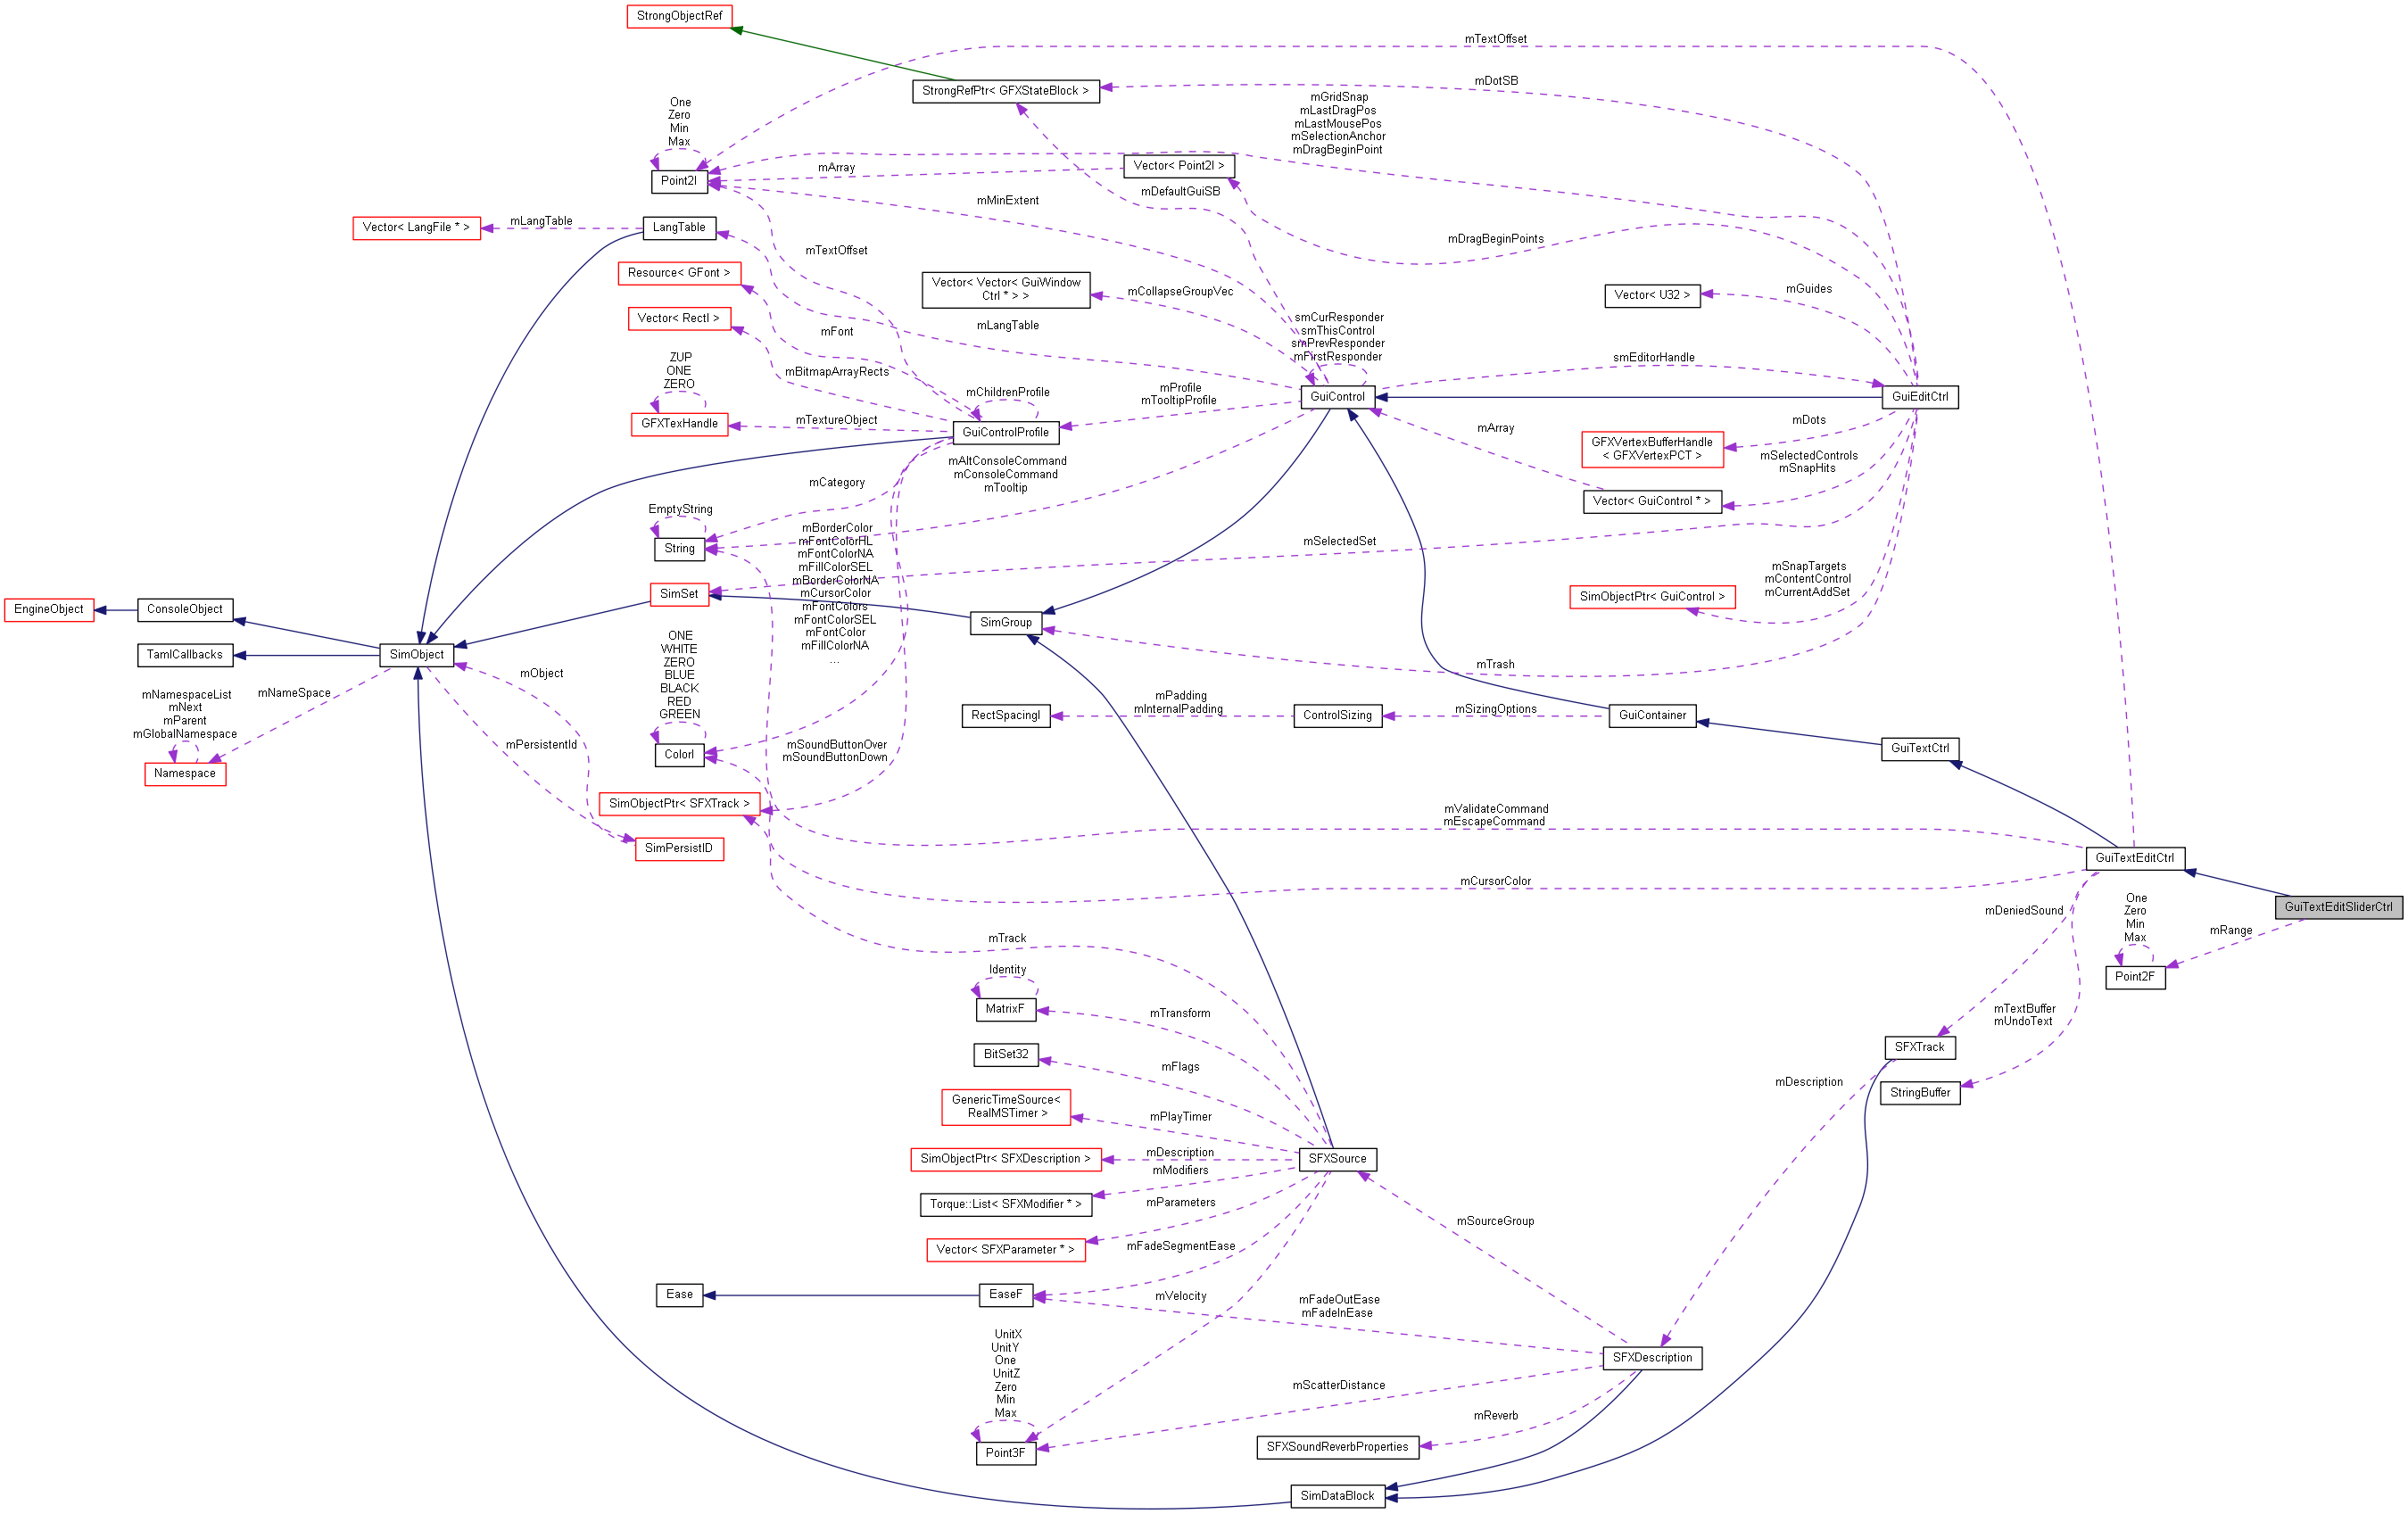 StrongObjectRef
mTextOffset
StrongRefPtr< GFXStateBlock >
mDotSB
One
Zero
Min
Max
Point2I
mGridSnap
mLastDragPos
mLastMousePos
mSelectionAnchor
mDragBeginPoint
mArray
Vector< Point2I >
mDefaultGuiSB
mMinExtent
Vector< LangFile * >
mLangTable
LangTable
mTextOffset
mDragBeginPoints
Resource< GFont >
Vector< Vector< GuiWindow
Ctrl * > >
mCollapseGroupVec
Vector< U32 >
mGuides
Vector< RectI >
mFont
mLangTable
smCurResponder
smThisControl
smPrevResponder
mFirstResponder
ZUP
ONE
ZERO
GFXTexHandle
mBitmapArrayRects
mTextureObject
mChildrenProfile
GuiControlProfile
mProfile
mTooltipProfile
GuiControl
smEditorHandle
GuiEditCtrl
mArray
GFXVertexBufferHandle
< GFXVertexPCT >
mDots
mSelectedControls
mSnapHits
Vector< GuiControl * >
mCategory
mAltConsoleCommand
mConsoleCommand
mTooltip
EmptyString
String
mBorderColor
mFontColorHL
mFontColorNA
mFillColorSEL
mBorderColorNA
mCursorColor
mFontColors
mFontColorSEL
mFontColor
mFillColorNA
...
mSelectedSet
SimObjectPtr< GuiControl >
mSnapTargets
mContentControl
mCurrentAddSet
EngineObject
ConsoleObject
SimSet
SimGroup
TamlCallbacks
SimObject
mTrash
mObject
mNameSpace
mNamespaceList
mNext
mParent
mGlobalNamespace
Namespace
mPersistentId
SimPersistID
ONE
WHITE
ZERO
BLUE
BLACK
RED
GREEN
ColorI
mSoundButtonOver
mSoundButtonDown
SimObjectPtr< SFXTrack >
RectSpacingI
mPadding
mInternalPadding
ControlSizing
mSizingOptions
GuiContainer
GuiTextCtrl
mValidateCommand
mEscapeCommand
GuiTextEditCtrl
mCursorColor
GuiTextEditSliderCtrl
mDeniedSound
One
Zero
Min
Max
Point2F
mRange
mTrack
Identity
MatrixF
mTransform
mTextBuffer
mUndoText
SFXTrack
BitSet32
mFlags
StringBuffer
mDescription
GenericTimeSource<
RealMSTimer >
mPlayTimer
SimObjectPtr< SFXDescription >
mDescription
SFXSource
mModifiers
Torque::List< SFXModifier * >
mParameters
Vector< SFXParameter * >
mFadeSegmentEase
mSourceGroup
Ease
EaseF
mVelocity
mFadeOutEase
mFadeInEase
UnitX
UnitY
One
UnitZ
Zero
Min
Max
Point3F
SFXDescription
mScatterDistance
mReverb
SFXSoundReverbProperties
SimDataBlock